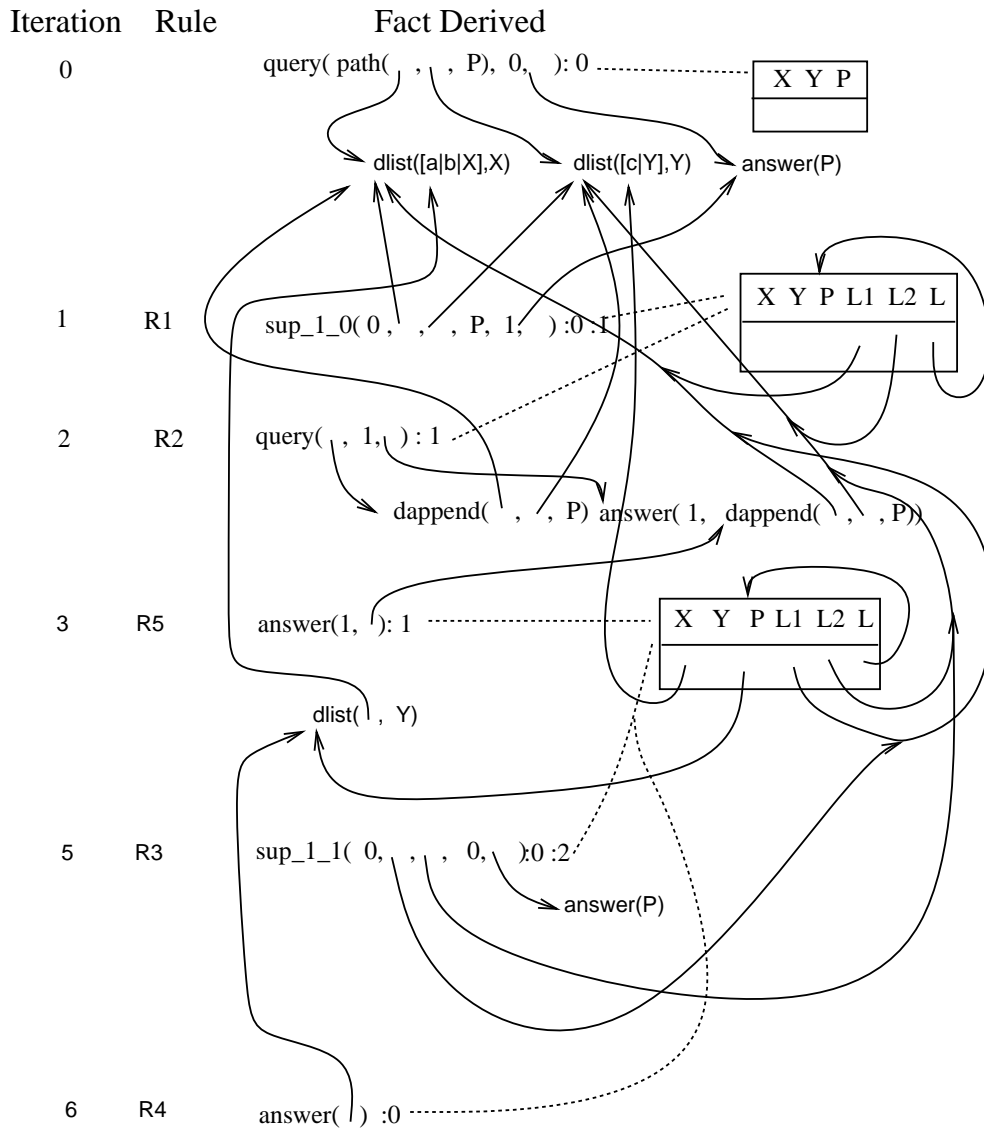 Iteration Rule Fact Derived
0 query( path( , , P), 0, ): 0 X Y P
dlist([a|b|X],X) dlist([c|Y],Y) answer(P)
X Y P L1 L2 L
1 R1 sup_1_0( 0 , , , P, 1, ) :0 :1
2 R2 query( , 1, ) : 1
dappend( , , P) answer( 1, dappend( , , P))
3 R5 answer(1, ): 1 X Y P L1 L2 L
dlist( , Y)
5 R3 sup_1_1( 0, , , 0, ):0 :2
answer(P)
6 R4 answer( ) :0